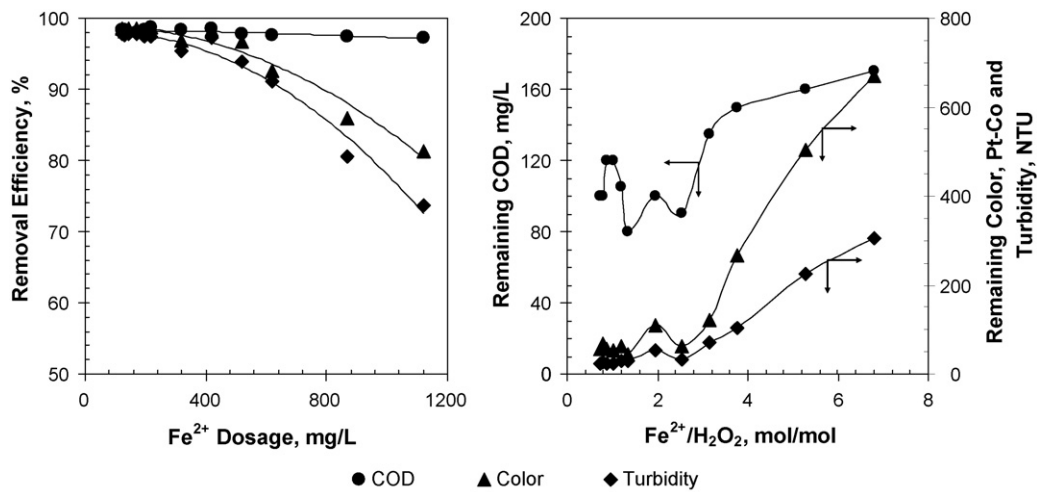 Removal Efficiency, %
100
90
80
70
60
50
0
400
800
1200
Fe²⁺ Dosage, mg/L
Remaining COD, mg/L
200
160
120
80
40
0
0
2
4
6
8
Fe²⁺/H₂O₂, mol/mol
800
600
400
200
0
Remaining Color, Pt-Co and
Turbidity, NTU
COD
Color
Turbidity